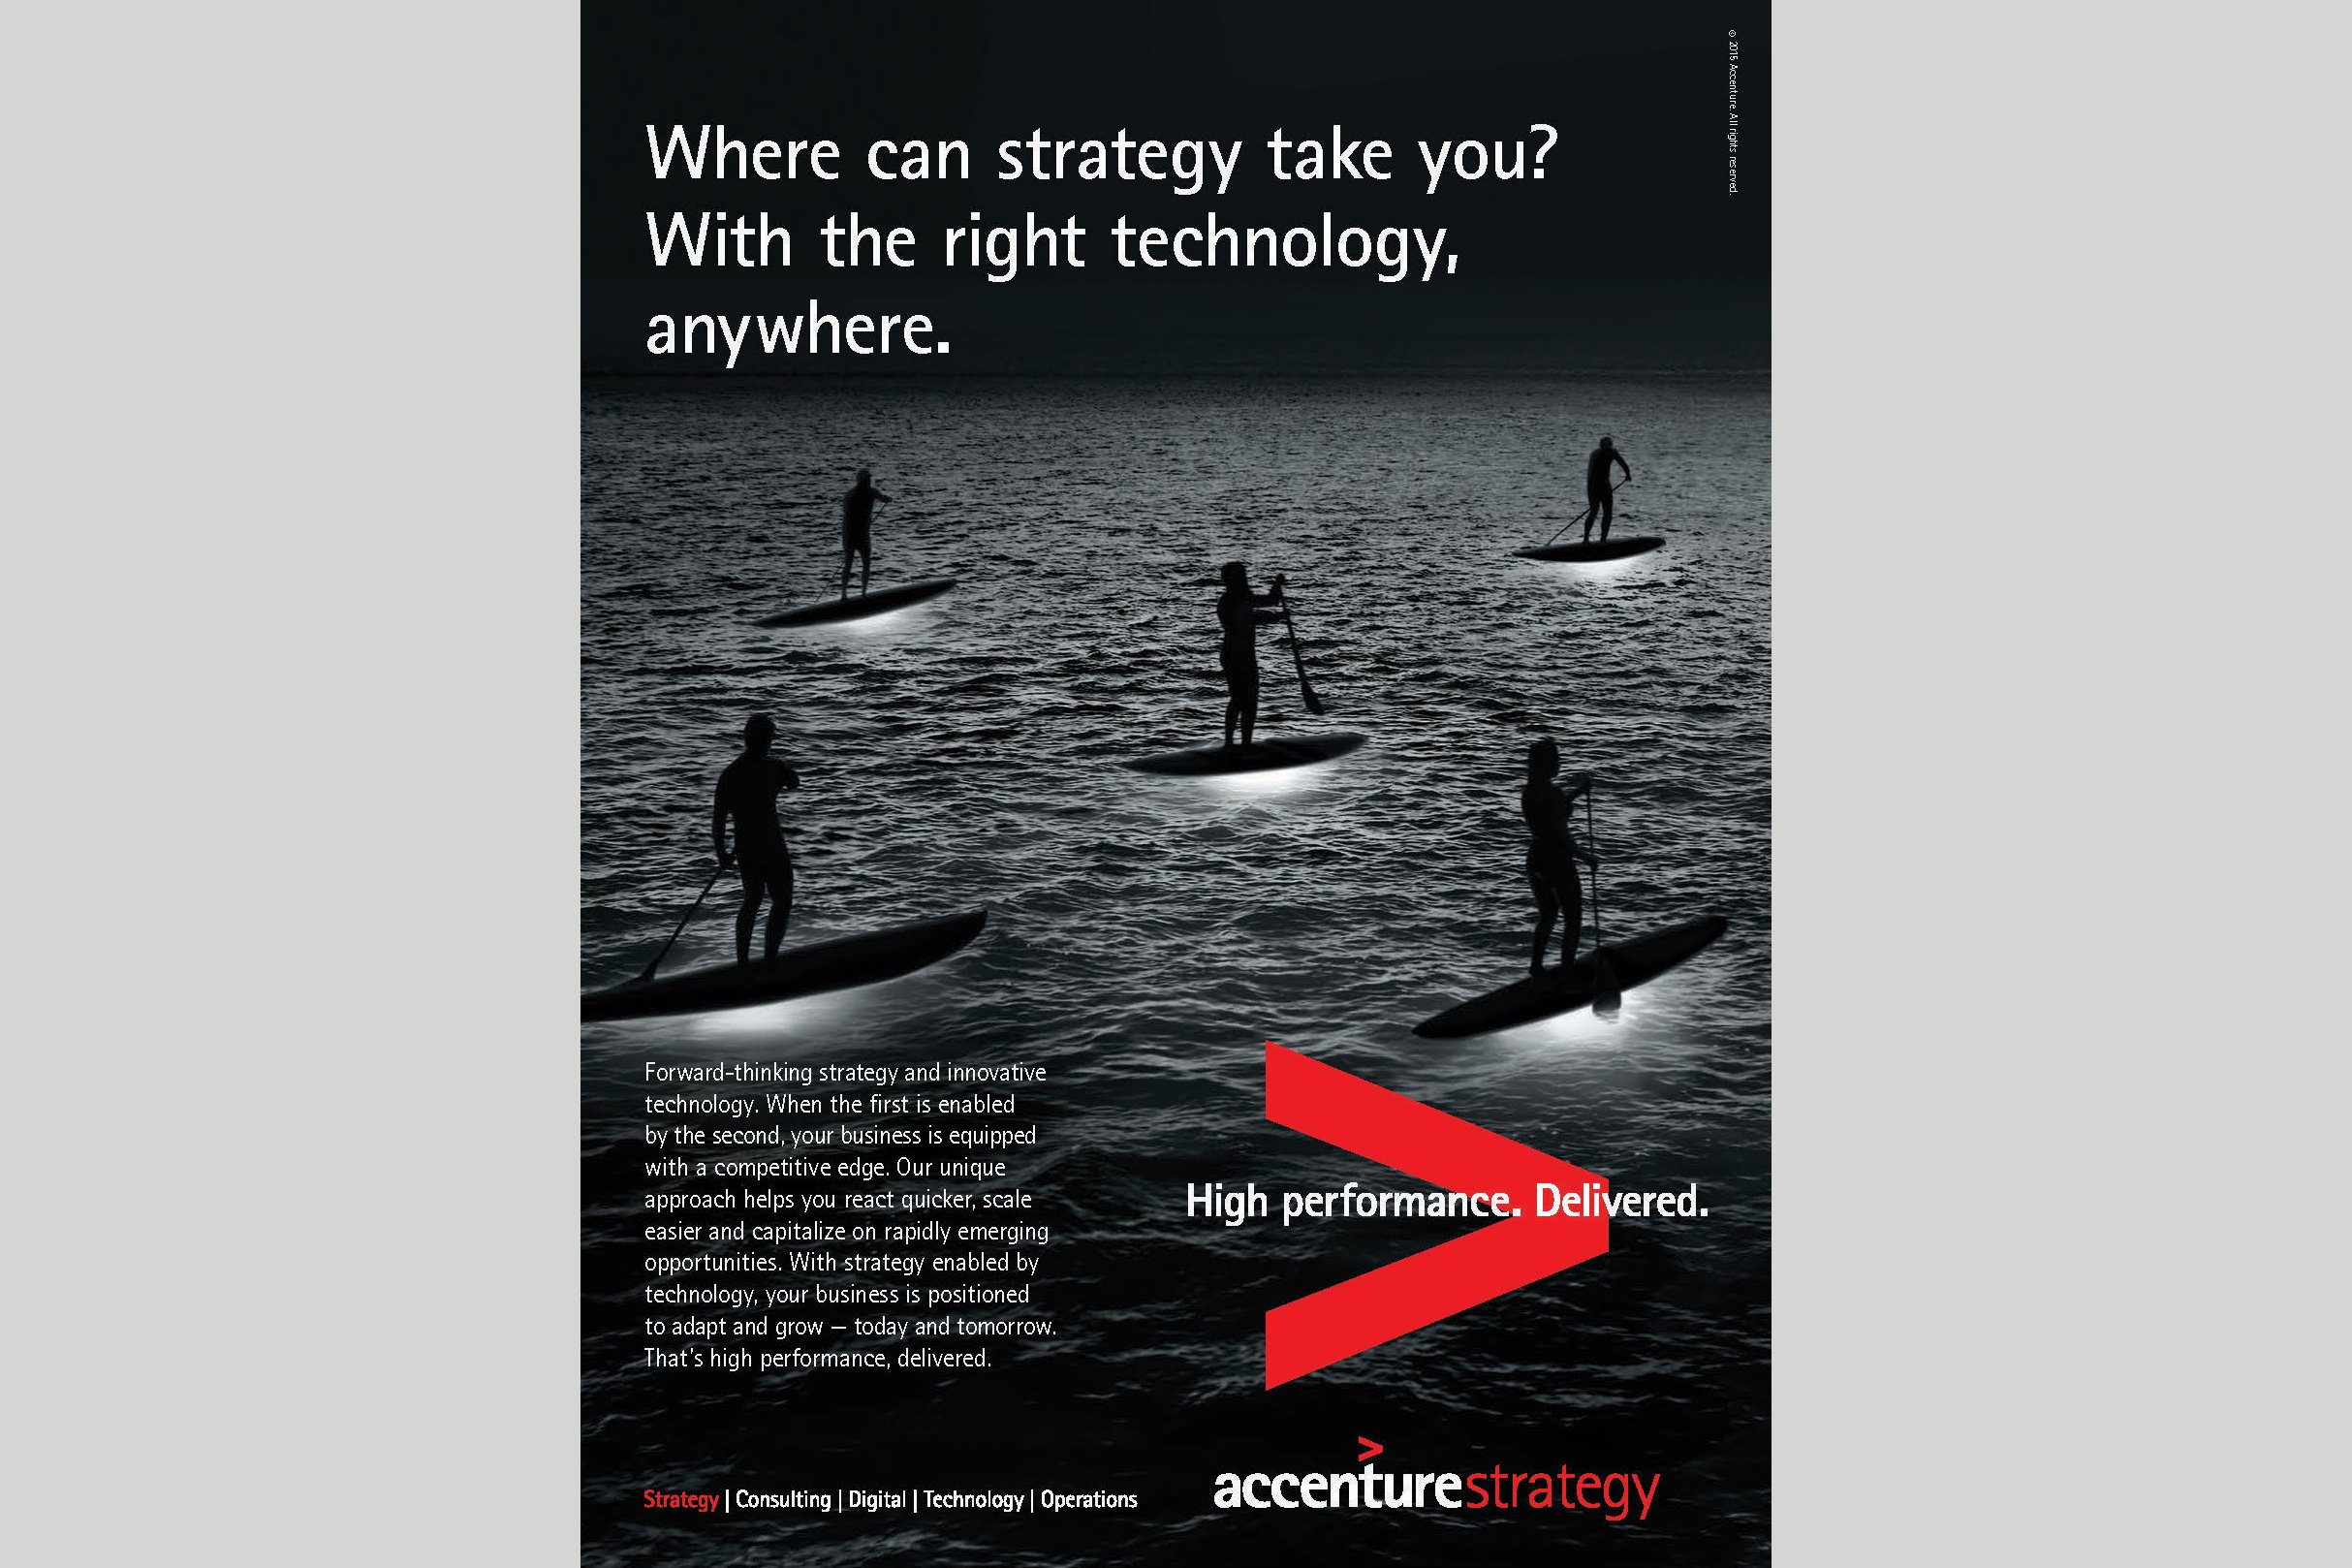 © 2015 Accenture. All rights reserved.
Where can strategy take you?
With the right technology,
anywhere.
Forward-thinking strategy and innovative
technology. When the first is enabled
by the second, your business is equipped
with a competitive edge. Our unique
approach helps you react quicker, scale
easier and capitalize on rapidly emerging
opportunities. With strategy enabled by
technology, your business is positioned
to adapt and grow — today and tomorrow.
That's high performance, delivered.
High performance. Delivered.
Strategy | Consulting | Digital | Technology | Operations
accenturestrategy